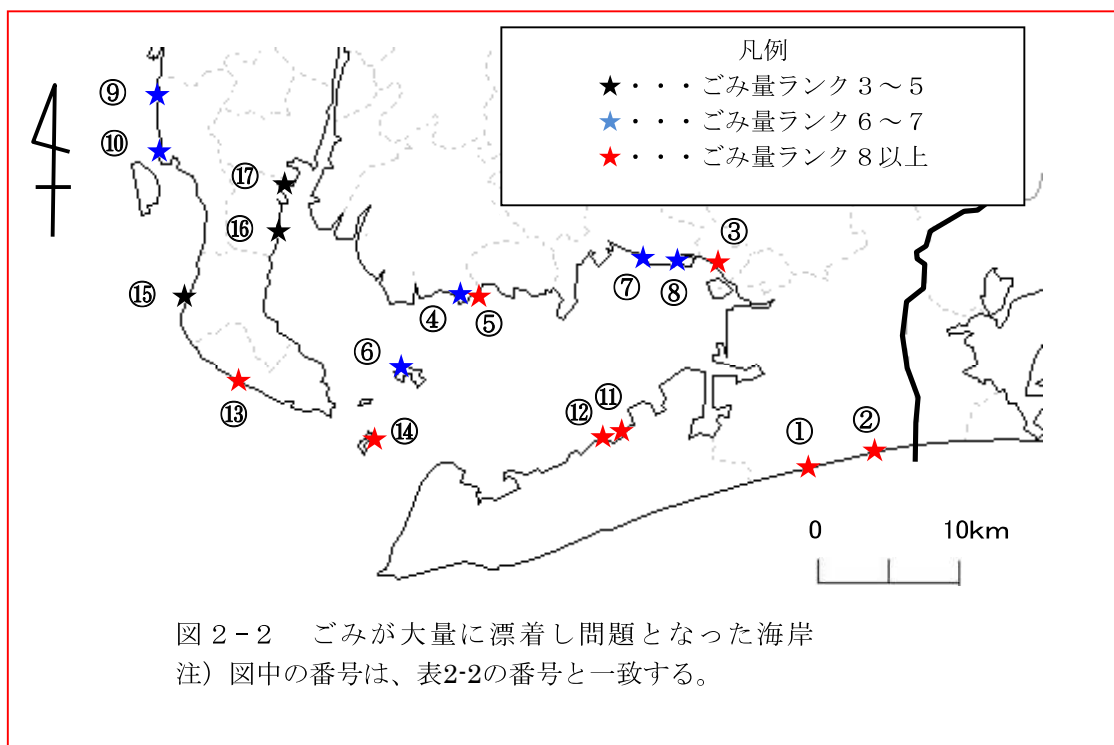 凡例
★・・・ごみ量ランク３～５
★・・・ごみ量ランク６～７
★・・・ごみ量ランク８以上
⑨
⑩
⑰
⑯
③
⑦
⑧
⑮
④
⑤
⑥
⑬
⑭
⑫
⑪
①
②
0 10km
図２−２ ごみが大量に漂着し問題となった海岸
注）図中の番号は、表2-2の番号と一致する。